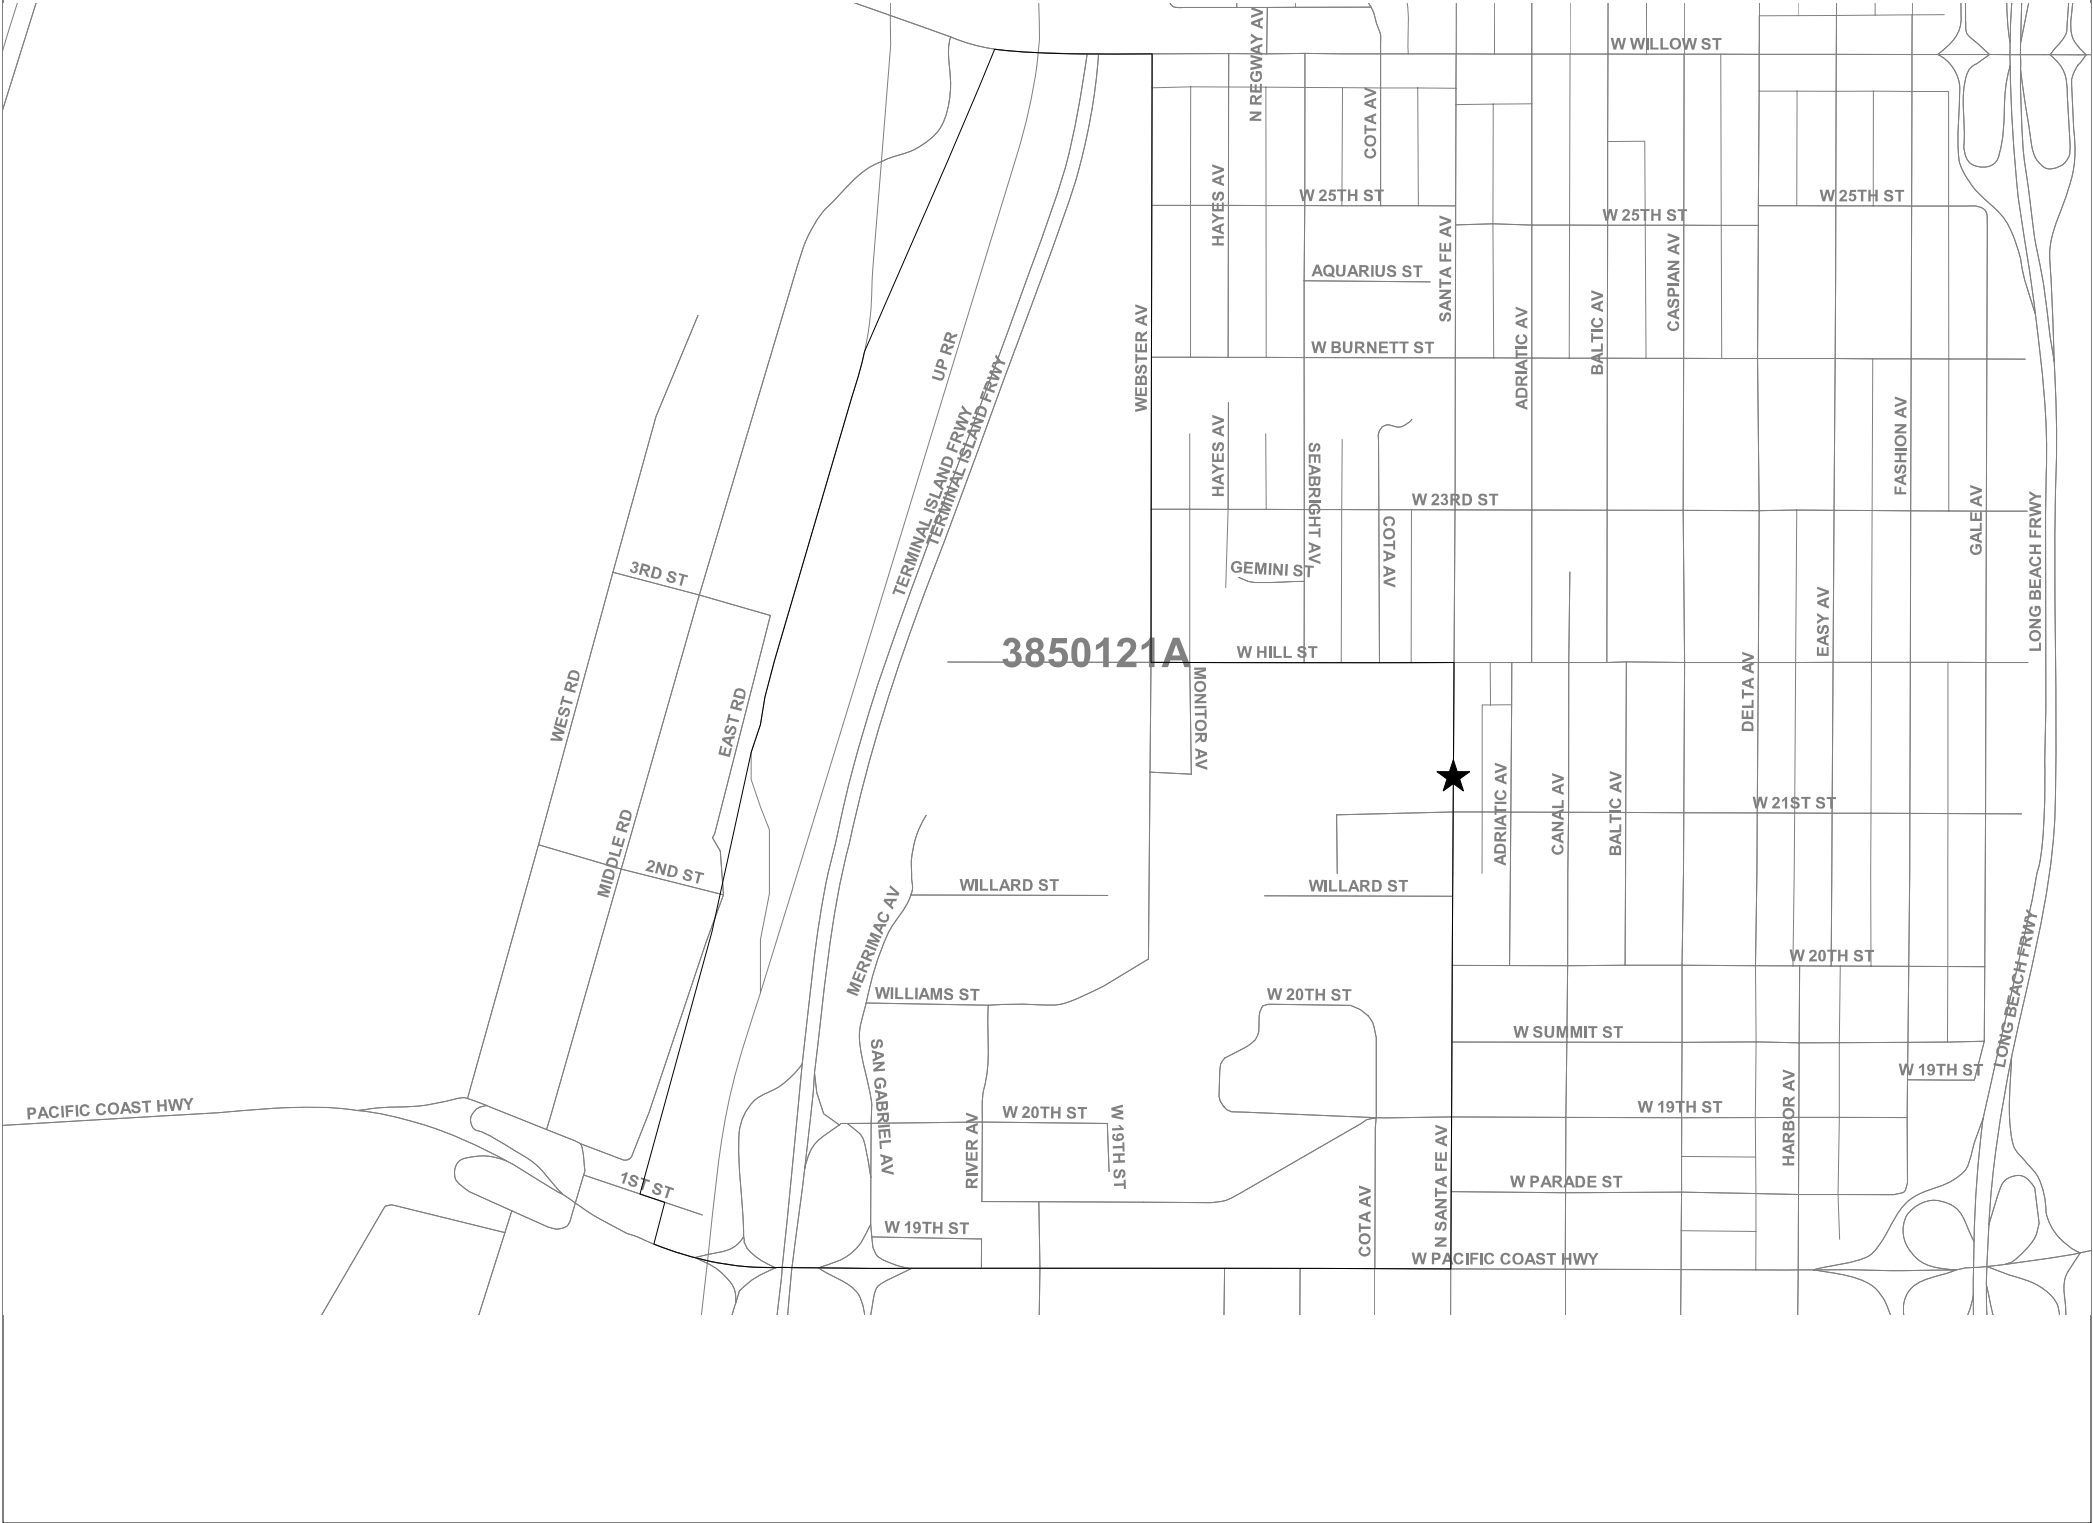 N REGWAY AV
W WILLOW ST
COTA AV
HAYES AV
W 25TH ST
W 25TH ST
W 25TH ST
SANTA FE AV
CASPIAN AV
AQUARIUS ST
WEBSTER AV
ADRIATIC AV
BALTIC AV
UP RR
W BURNETT ST
TERMINAL ISLAND FRWY
TERMINAL ISLAND FRWY
HAYES AV
SEABRIGHT AV
FASHION AV
W 23RD ST
GALE AV
LONG BEACH FRWY
COTA AV
3RD ST
GEMINI ST
EASY AV
3850121A
W HILL ST
DELTA AV
MONITOR AV
WEST RD
EAST RD
ADRIATIC AV
CANAL AV
BALTIC AV
W 21ST ST
MIDDLE RD
2ND ST
WILLARD ST
WILLARD ST
MERRIMAC AV
LONG BEACH FRWY
W 20TH ST
WILLIAMS ST
W 20TH ST
W SUMMIT ST
SAN GABRIEL AV
W 19TH ST
HARBOR AV
PACIFIC COAST HWY
W 20TH ST
W 19TH ST
W 19TH ST
RIVER AV
N SANTA FE AV
1ST ST
W PARADE ST
COTA AV
W 19TH ST
W PACIFIC COAST HWY